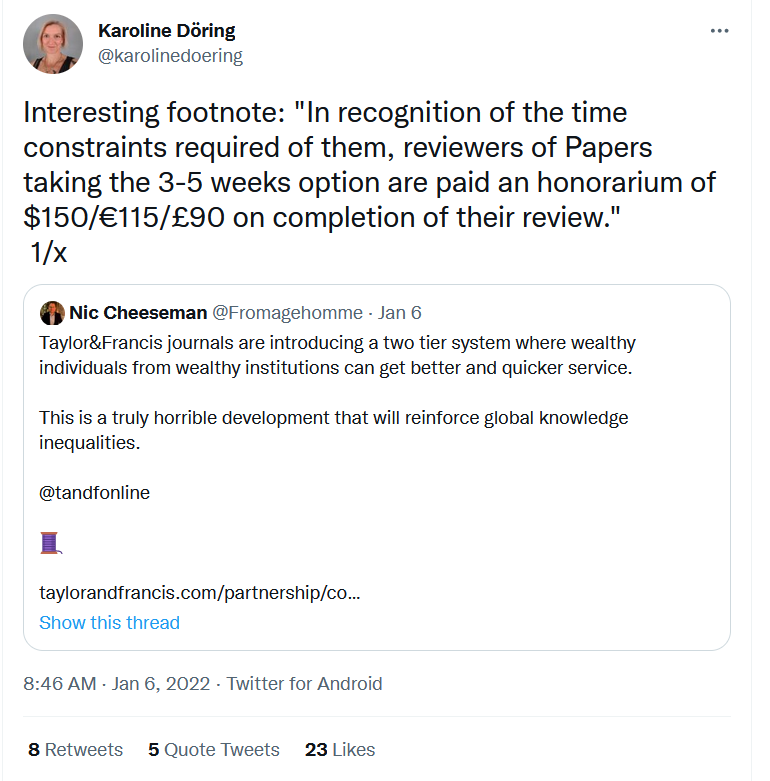 Karoline Döring
@karolinedoering
Interesting footnote: "In recognition of the time
constraints required of them, reviewers of Papers
taking the 3-5 weeks option are paid an honorarium of
$150/€115/£90 on completion of their review."
1/x
Nic Cheeseman @Fromagehomme · Jan 6
Taylor&Francis journals are introducing a two tier system where wealthy
individuals from wealthy institutions can get better and quicker service.
This is a truly horrible development that will reinforce global knowledge
inequalities.
@tandfonline
🧵
taylorandfrancis.com/partnership/co...
Show this thread
8:46 AM · Jan 6, 2022 · Twitter for Android
8 Retweets 5 Quote Tweets 23 Likes